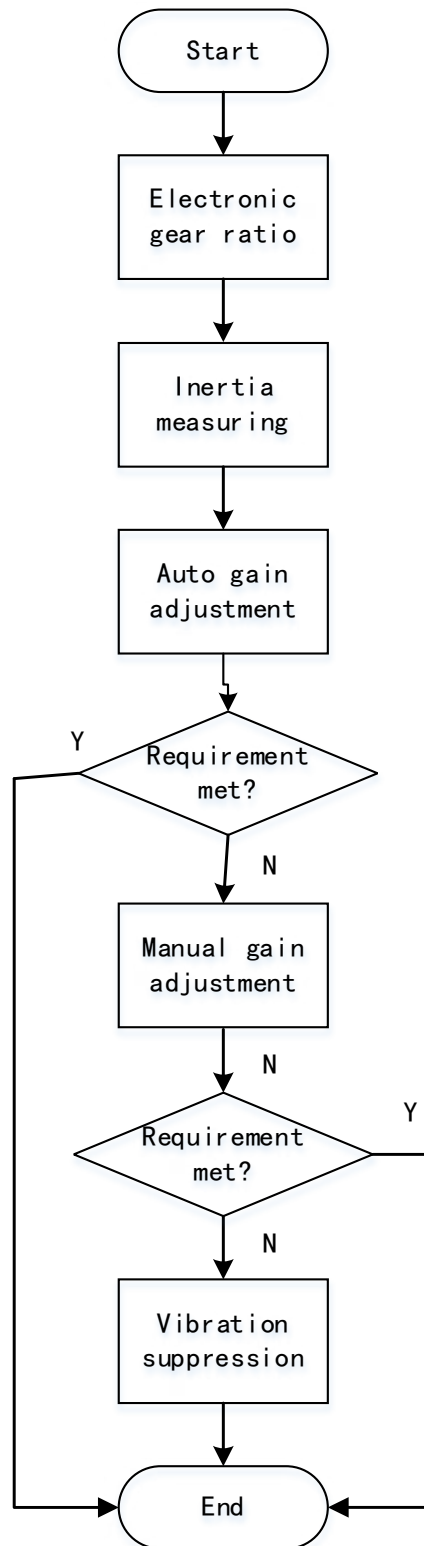 Start
Electronic
gear ratio
Inertia
measuring
Auto gain
adjustment
Y
Requirement
met?
N
Manual gain
adjustment
N
Y
Requirement
met?
N
Vibration
suppression
End